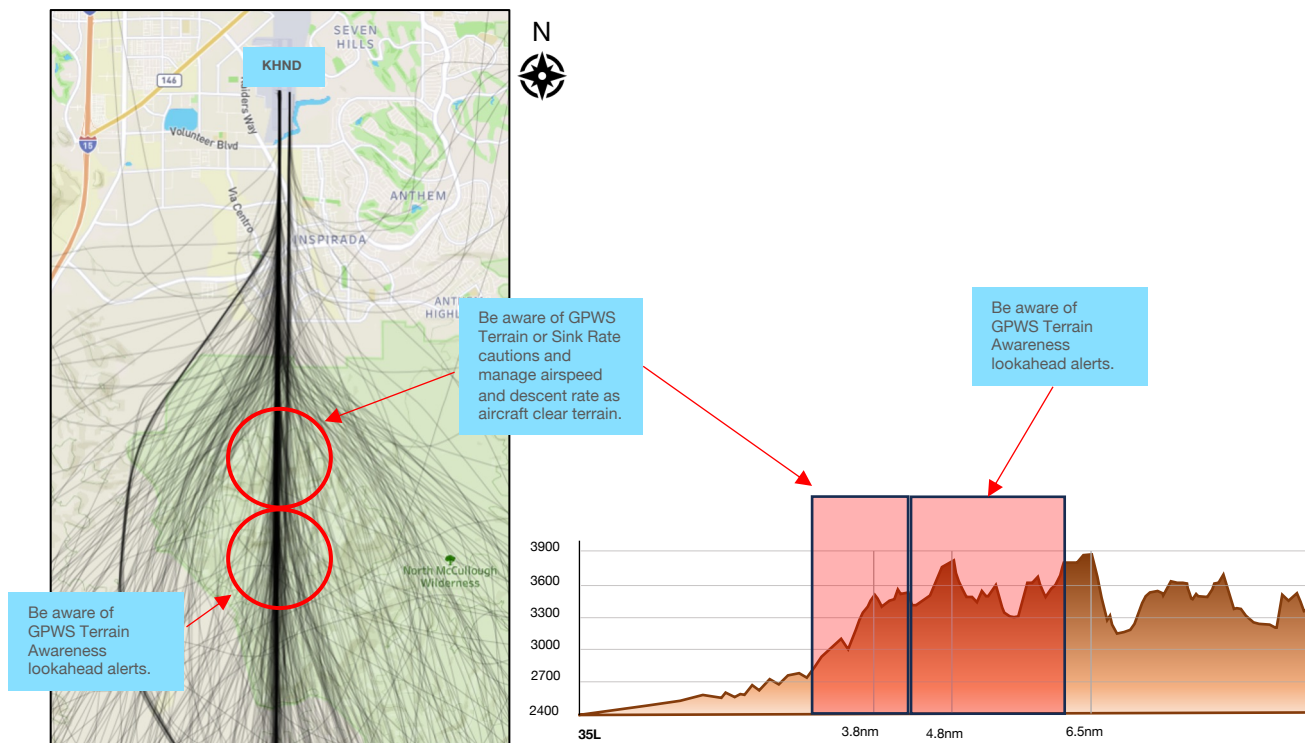 SEVEN
HILLS
N
KHND
146
Raiders Way
15
Volunteer Blvd
ANTHEM
Via Centro
INSPIRADA
Be aware of GPWS
Terrain or Sink Rate
cautions and
manage airspeed
and descent rate as
aircraft clear terrain.
Be aware of
GPWS Terrain
Awareness
lookahead alerts.
North McCullough
Wilderness
Be aware of
GPWS Terrain
Awareness
lookahead alerts.
3900
3600
3300
3000
2700
2400
35L
3.8nm
4.8nm
6.5nm